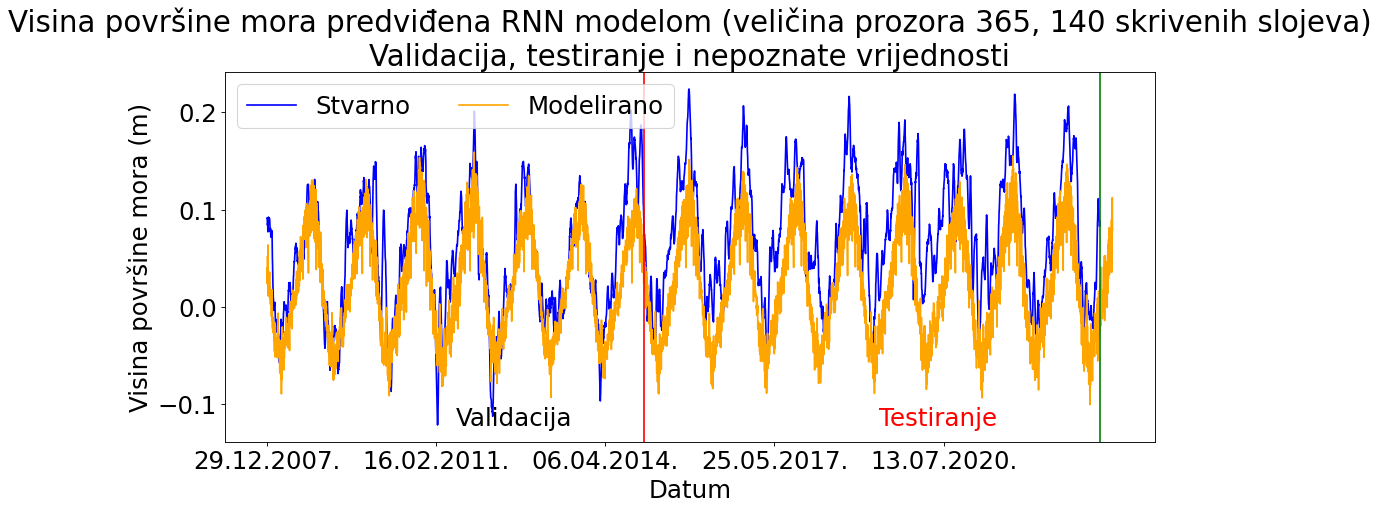 Visina površine mora predviđena RNN modelom (veličina prozora 365, 140 skrivenih slojeva)
Validacija, testiranje i nepoznate vrijednosti
Stvarno
Modelirano
Visina površine mora (m)
0.2
0.1
0.0
−0.1
Validacija
Testiranje
29.12.2007.
16.02.2011.
06.04.2014.
25.05.2017.
13.07.2020.
Datum